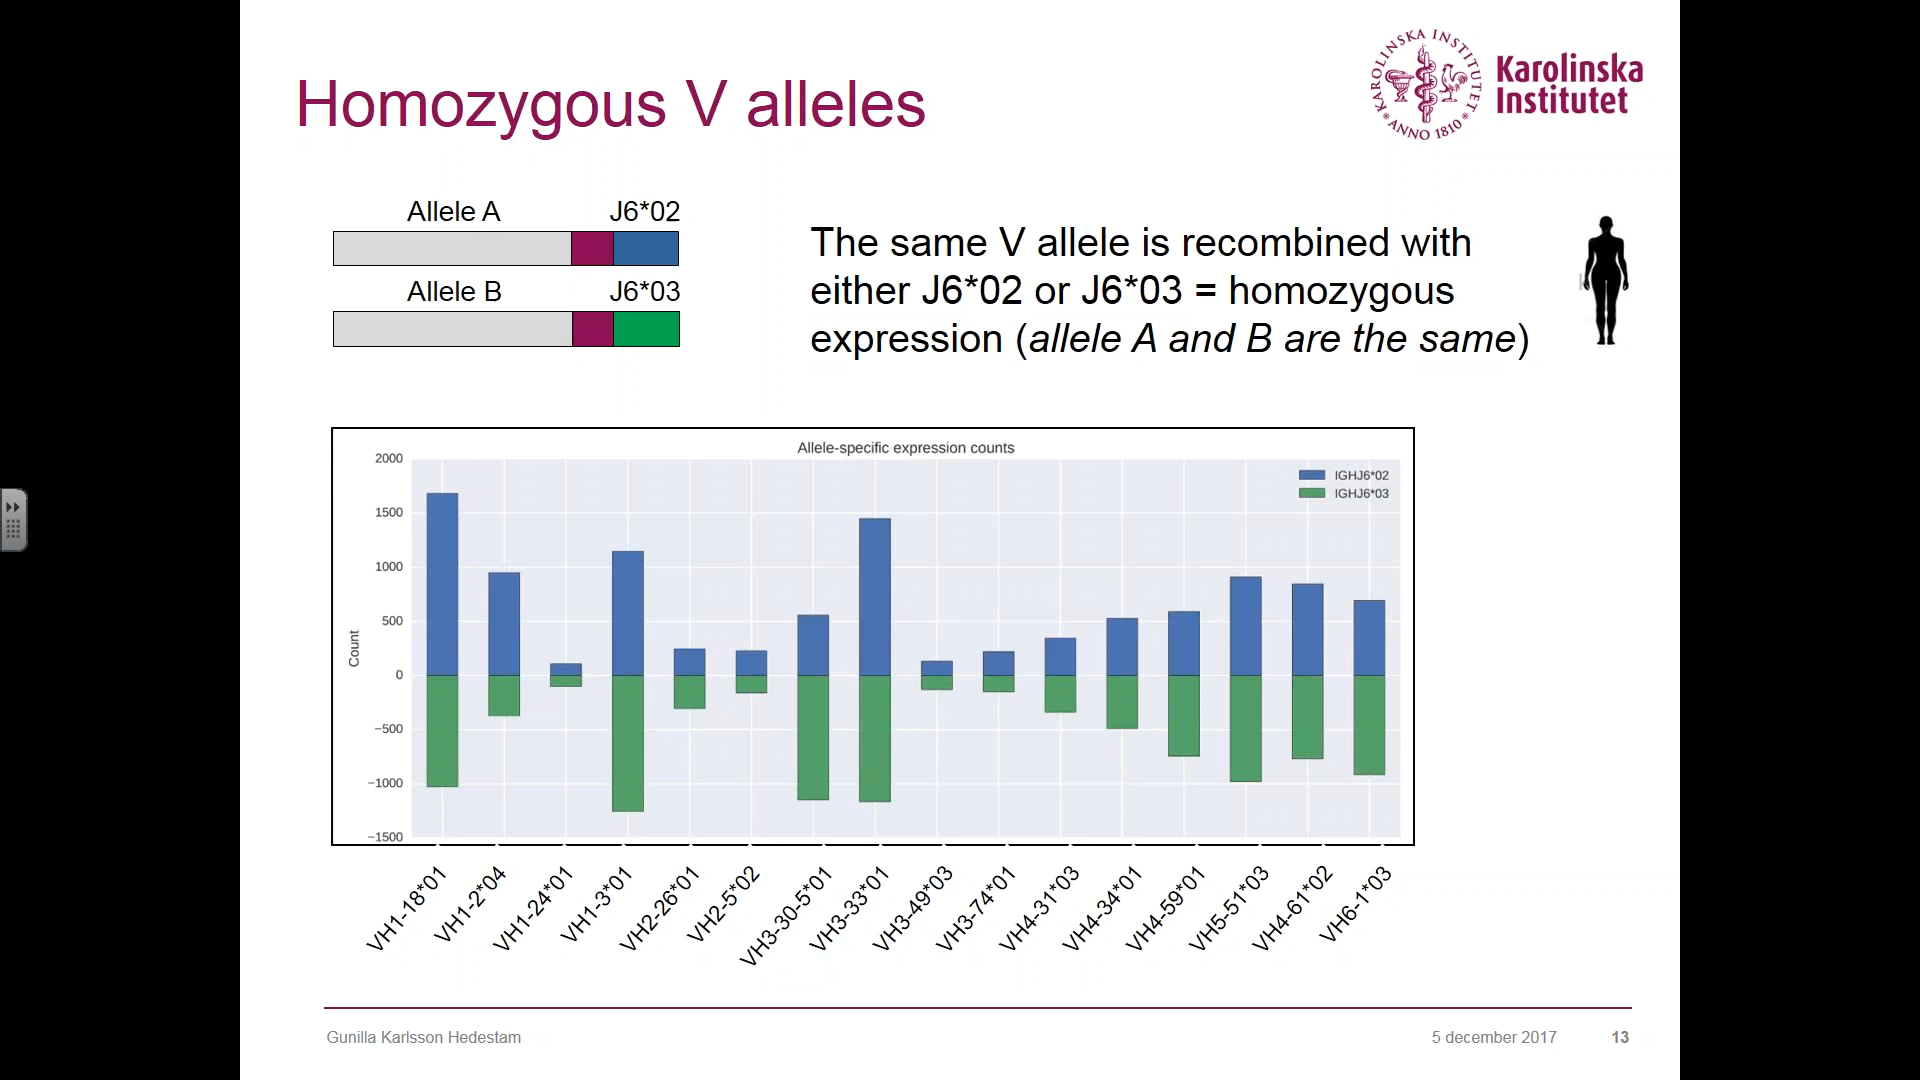 Homozygous V alleles
KAROLINSKA INSTITUTET
ANNO 1810
Karolinska
Institutet
Allele A
J6*02
Allele B
J6*03
The same V allele is recombined with
either J6*02 or J6*03 = homozygous
expression (allele A and B are the same)
Allele-specific expression counts
2000
1500
1000
500
0
−500
−1000
−1500
Count
IGHJ6*02
IGHJ6*03
VH1-18*01
VH1-2*04
VH1-24*01
VH1-3*01
VH2-26*01
VH2-5*02
VH3-30-5*01
VH3-33*01
VH3-49*03
VH3-74*01
VH4-31*03
VH4-34*01
VH4-59*01
VH5-51*03
VH4-61*02
VH6-1*03
Gunilla Karlsson Hedestam
5 december 2017
13